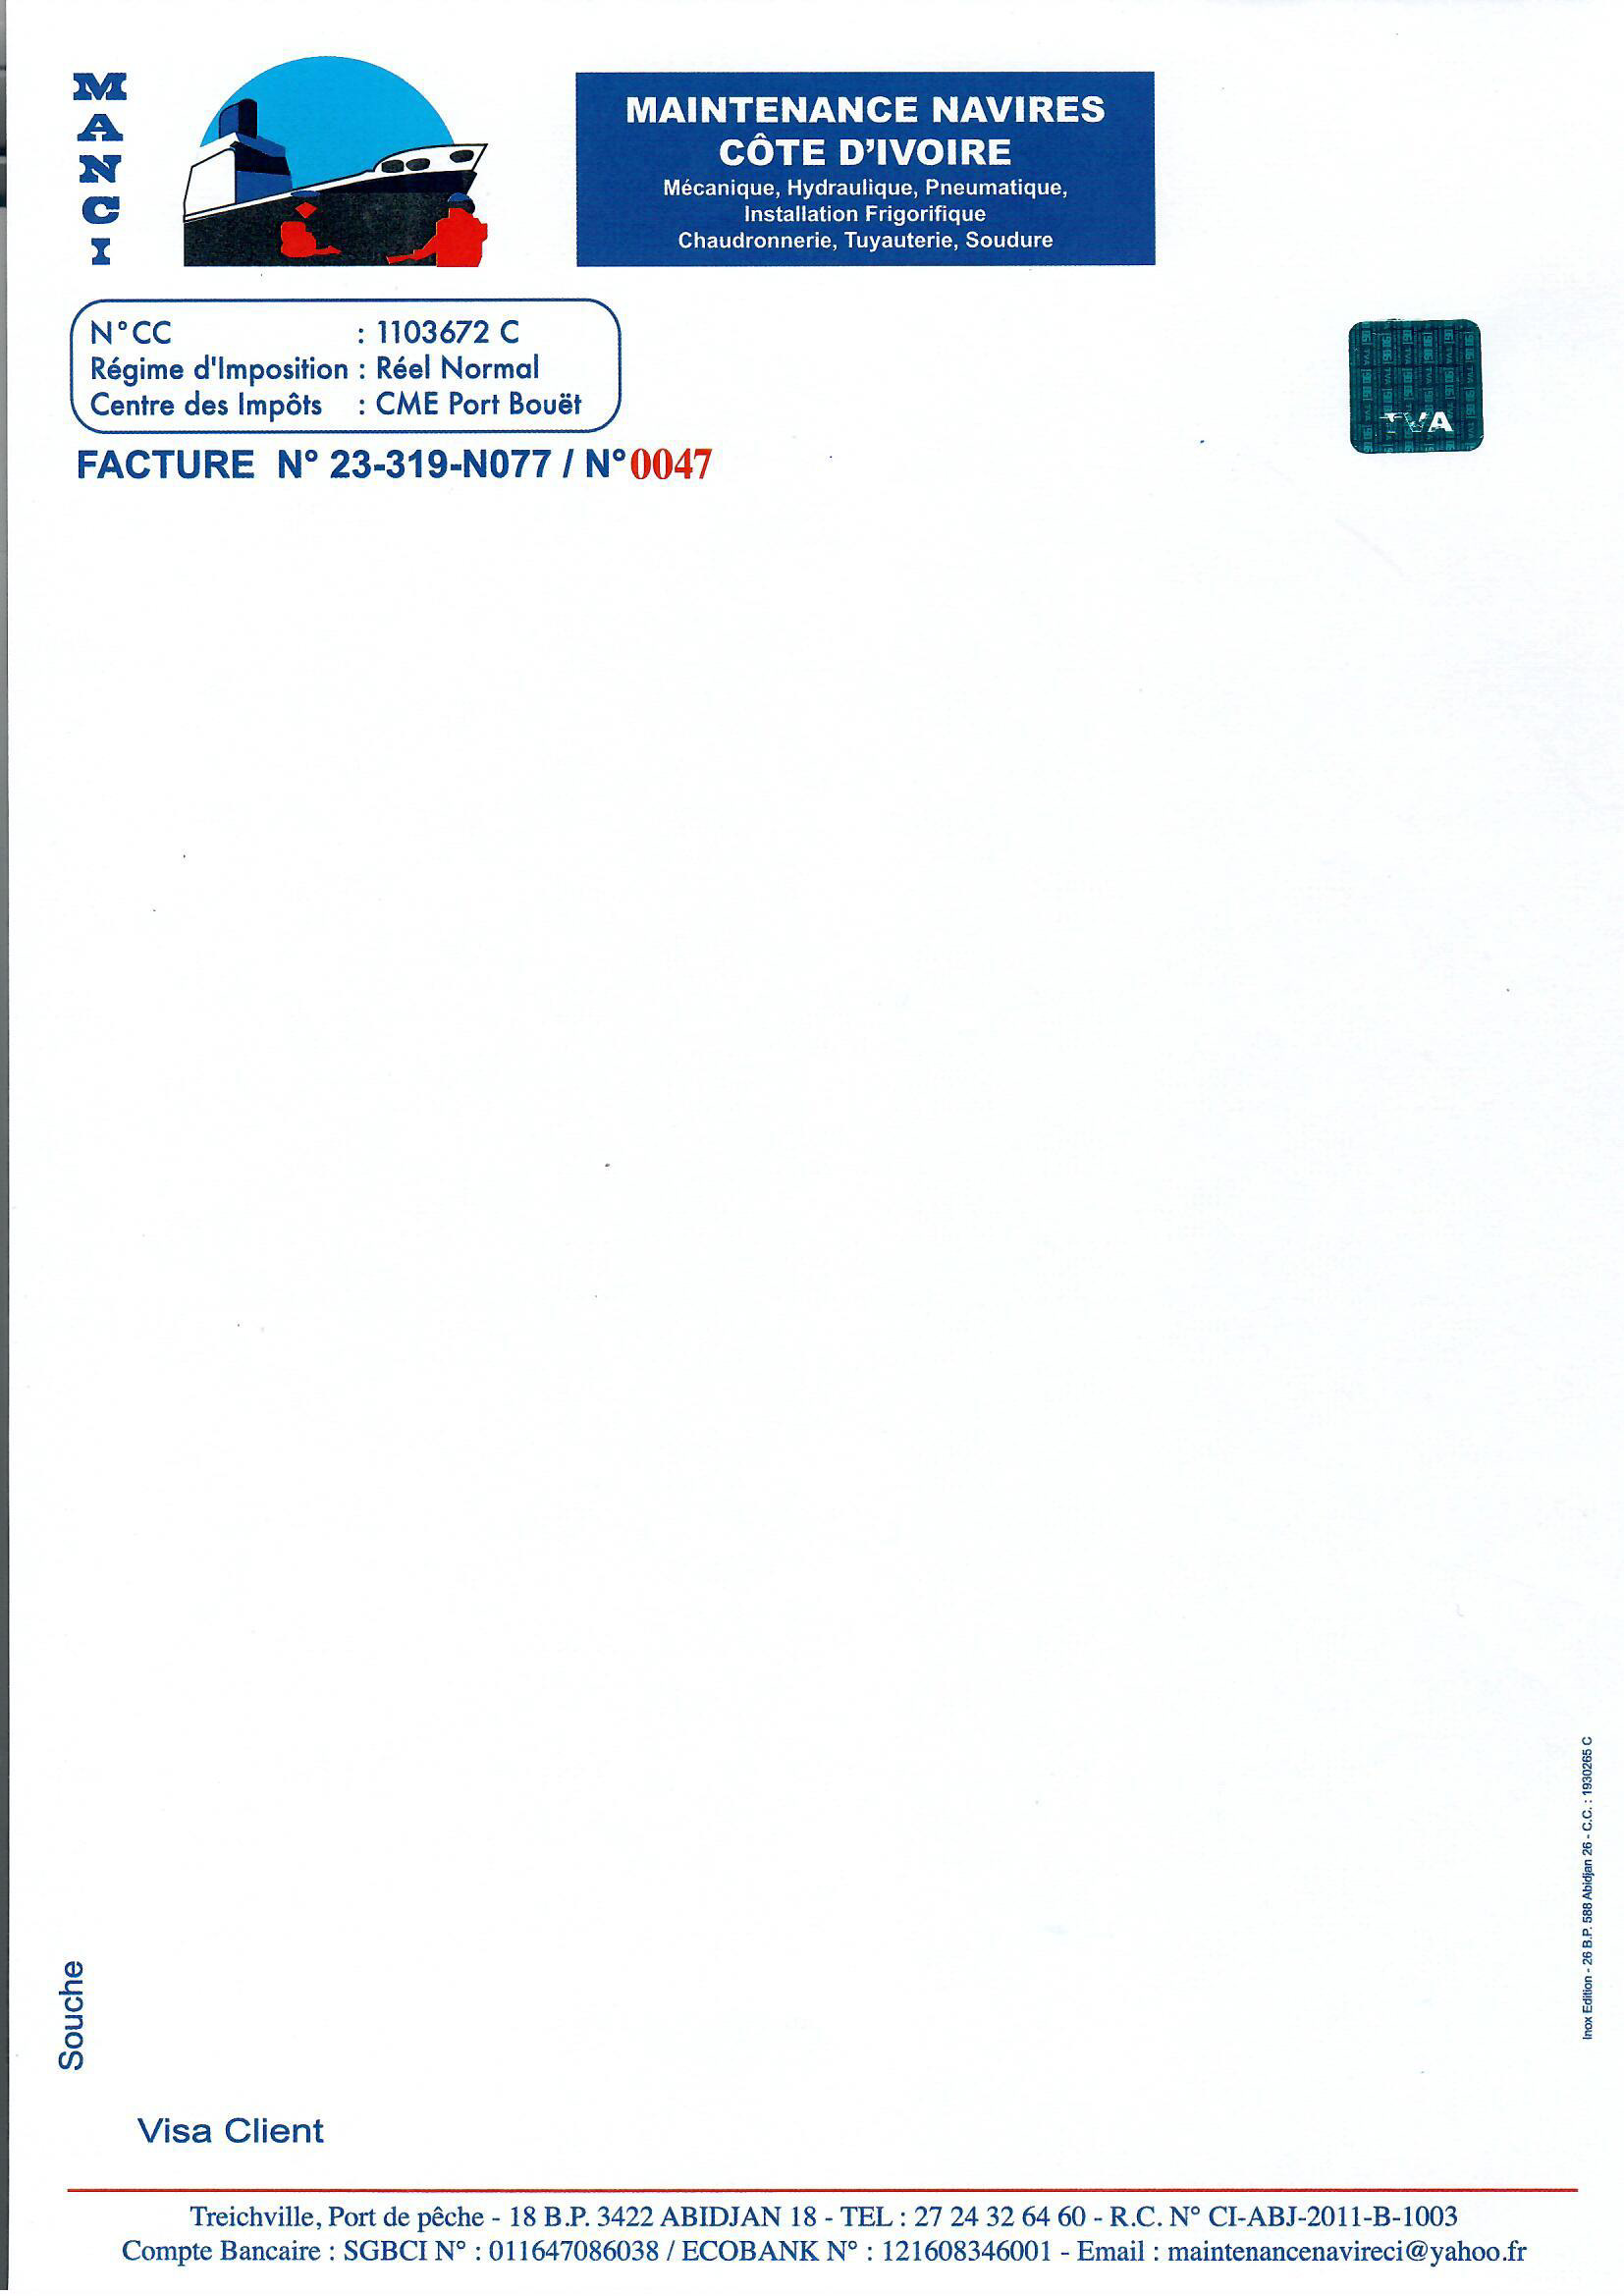 MANCI
MAINTENANCE NAVIRES
CÔTE D'IVOIRE
Mécanique, Hydraulique, Pneumatique,
Installation Frigorifique
Chaudronnerie, Tuyauterie, Soudure
N°CC : 1103672 C
Régime d'Imposition : Réel Normal
Centre des Impôts : CME Port Bouët
TVA
FACTURE N° 23-319-N077 / N°0047
Inox Edition - 26 B.P. 588 Abidjan 26 - C.C. : 1930265 C
Souche
Visa Client
Treichville, Port de pêche - 18 B.P. 3422 ABIDJAN 18 - TEL : 27 24 32 64 60 - R.C. N° CI-ABJ-2011-B-1003
Compte Bancaire : SGBCI N° : 011647086038 / ECOBANK N° : 121608346001 - Email : maintenancenavireci@yahoo.fr